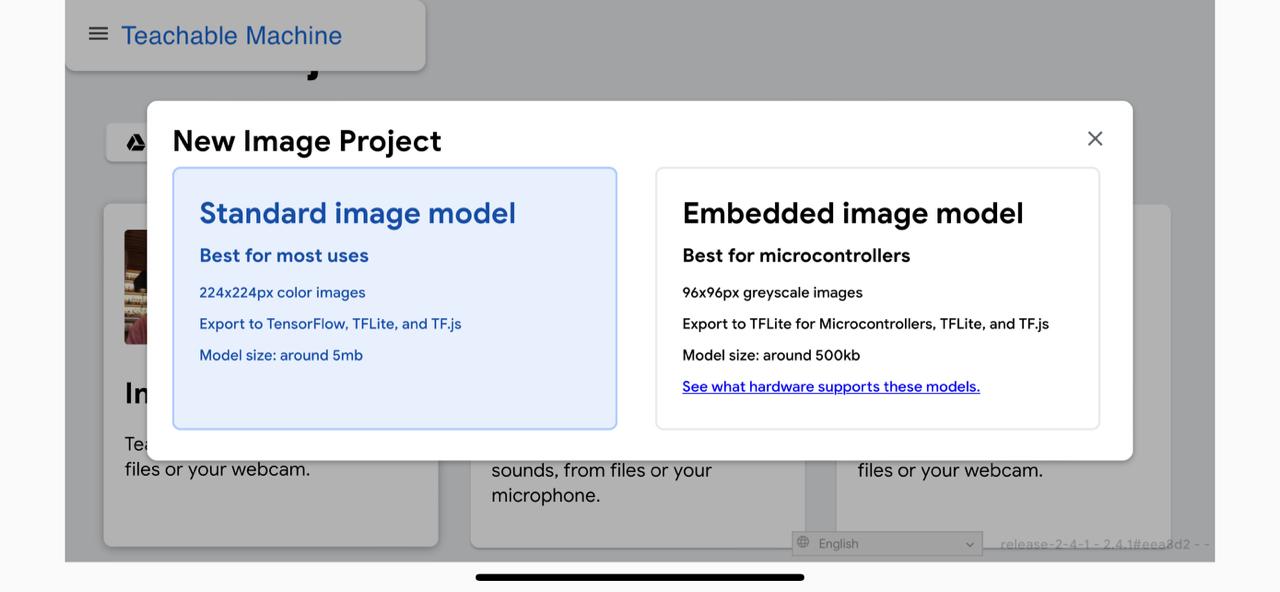 Teachable Machine
New Image Project
Standard image model
Best for most uses
224x224px color images
Export to TensorFlow, TFLite, and TF.js
Model size: around 5mb
Embedded image model
Best for microcontrollers
96x96px greyscale images
Export to TFLite for Microcontrollers, TFLite, and TF.js
Model size: around 500kb
See what hardware supports these models.
files or your webcam.
sounds, from files or your
microphone.
files or your webcam.
English
release-2-4-1 - 2.4.1#eea8d2 - -